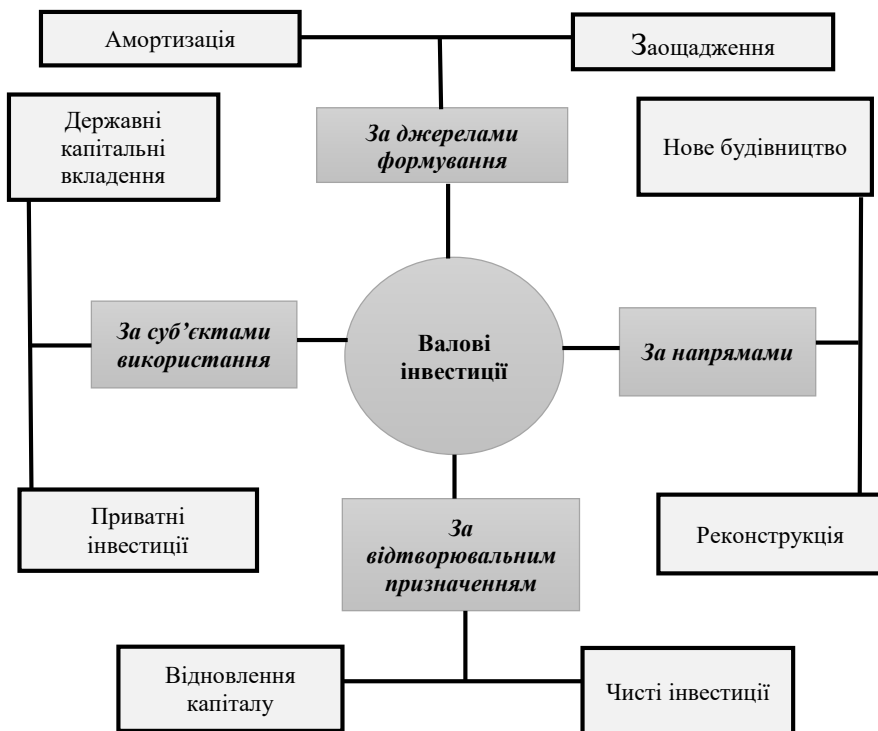 Амортизація
Заощадження
Державні
капітальні
вкладення
За джерелами
формування
Нове будівництво
За суб’єктами
використання
Валові
інвестиції
За напрямами
Приватні
інвестиції
За
відтворювальним
призначенням
Реконструкція
Відновлення
капіталу
Чисті інвестиції